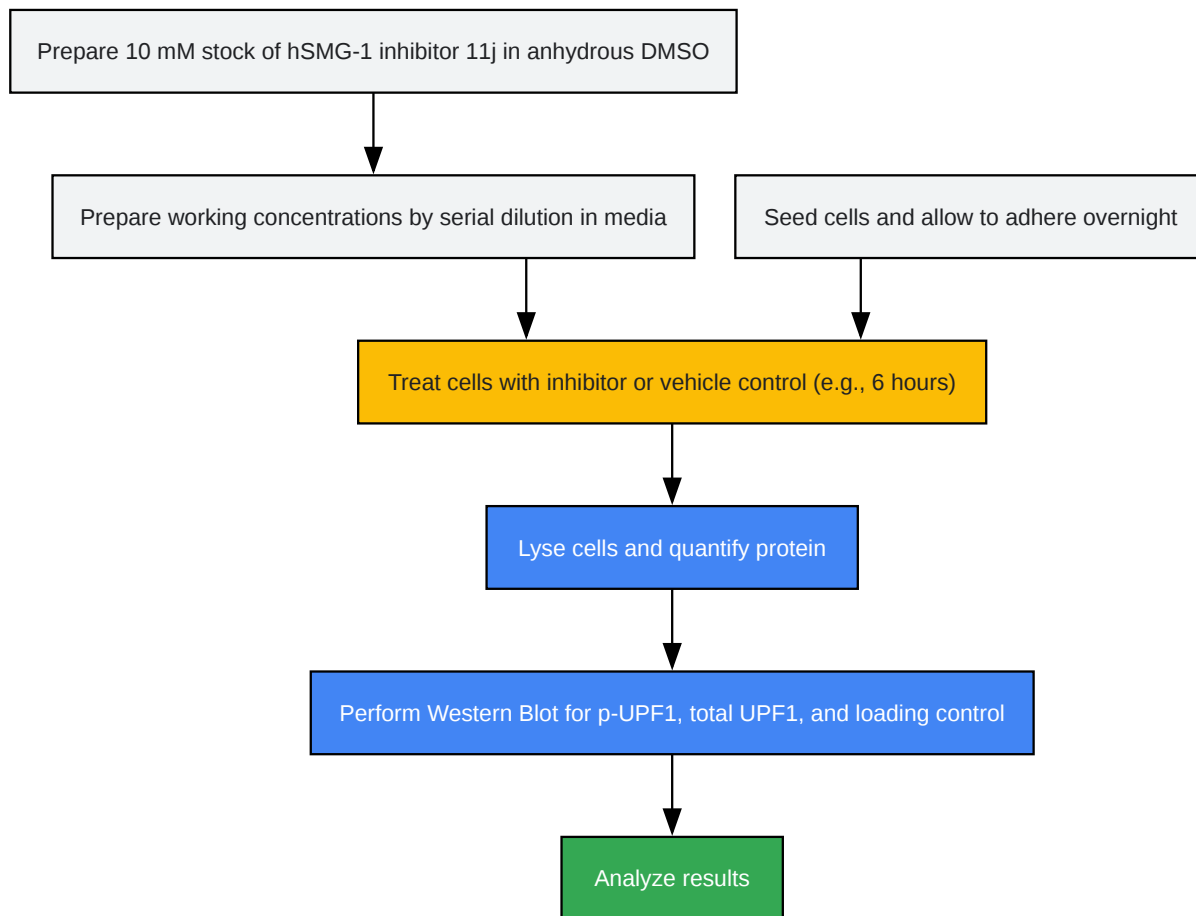 Prepare 10 mM stock of hSMG-1 inhibitor 11j in anhydrous DMSO
Prepare working concentrations by serial dilution in media
Seed cells and allow to adhere overnight
Treat cells with inhibitor or vehicle control (e.g., 6 hours)
Lyse cells and quantify protein
Perform Western Blot for p-UPF1, total UPF1, and loading control
Analyze results